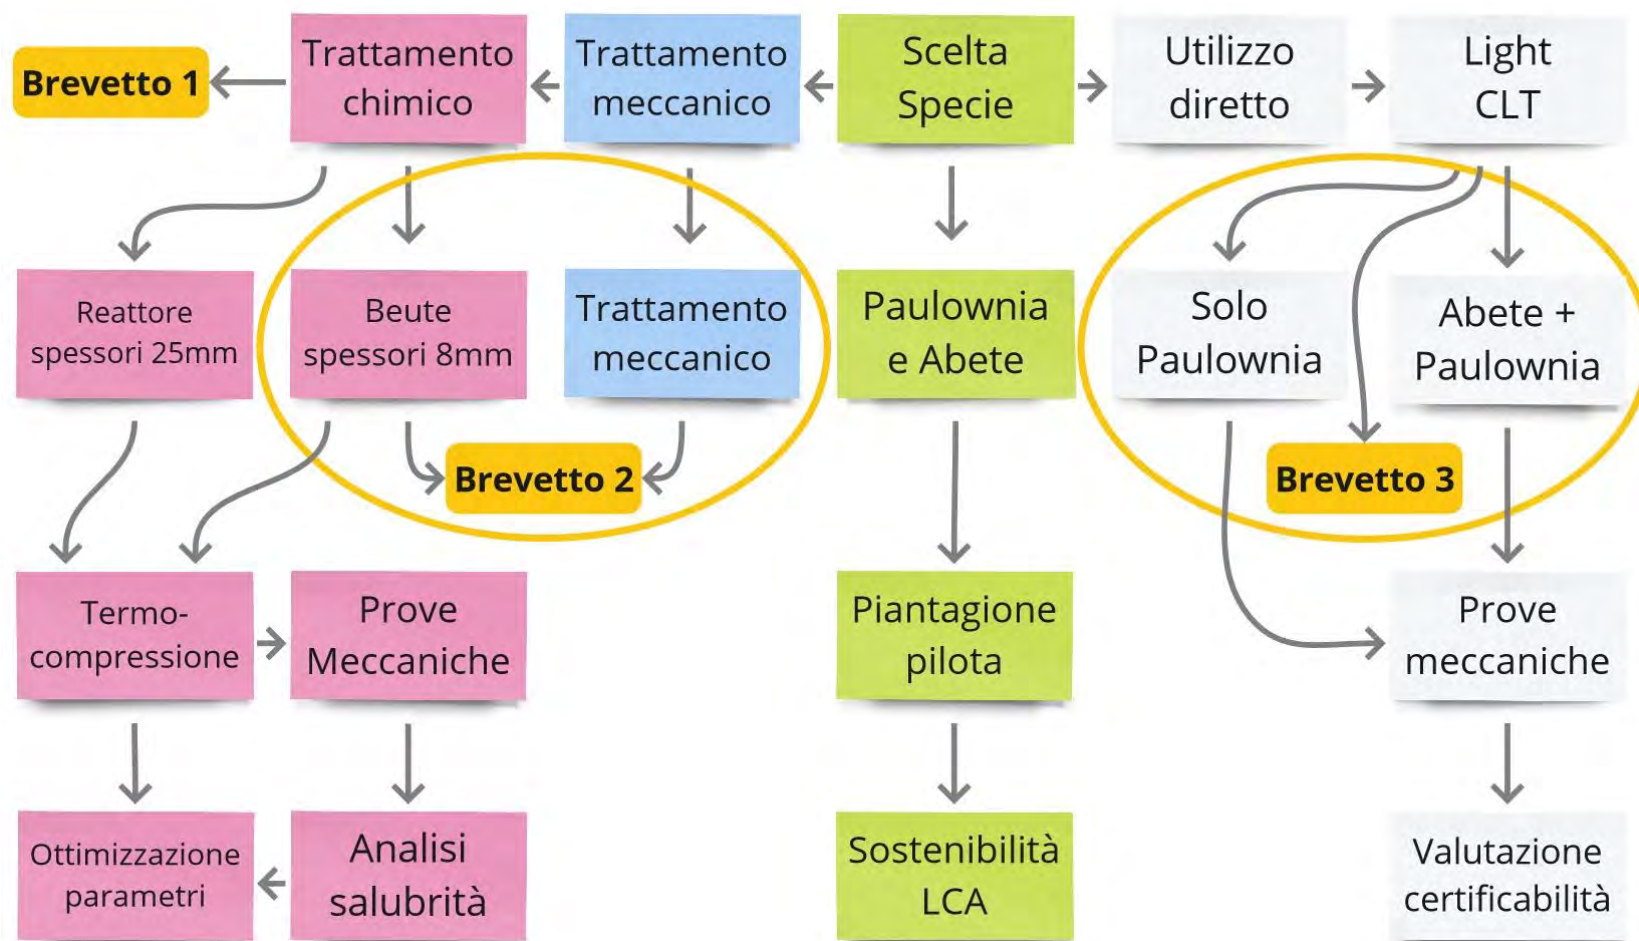 Brevetto 1
Trattamento
chimico
Trattamento
meccanico
Scelta
Specie
Utilizzo
diretto
Light
CLT
Reattore
spessori 25mm
Beute
spessori 8mm
Trattamento
meccanico
Paulownia
e Abete
Solo
Paulownia
Abete +
Paulownia
Brevetto 2
Brevetto 3
Termo-
compressione
Prove
Meccaniche
Piantagione
pilota
Prove
meccaniche
Ottimizzazione
parametri
Analisi
salubrità
Sostenibilità
LCA
Valutazione
certificabilità